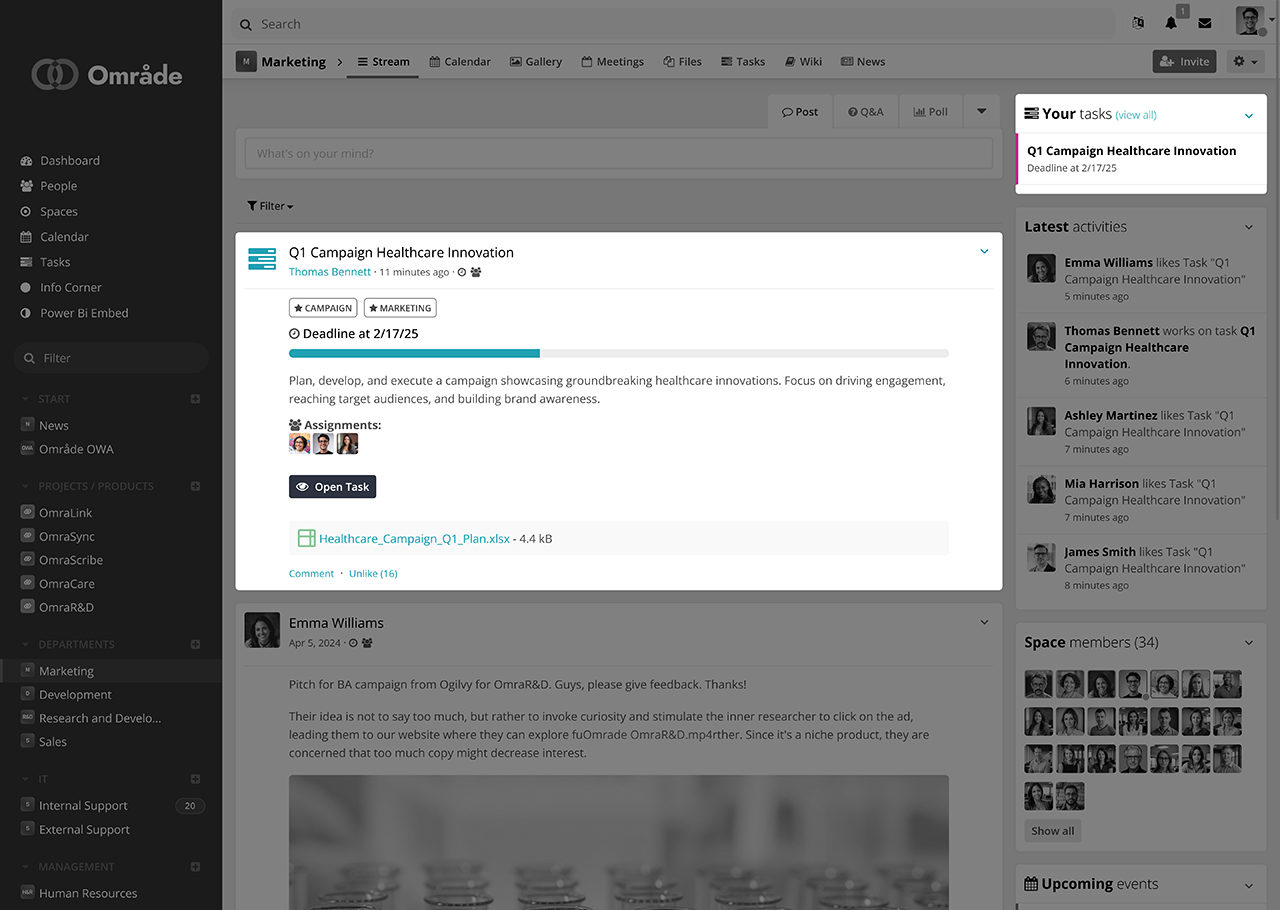 Område
Dashboard
People
Spaces
Calendar
Tasks
Info Corner
Power Bi Embed
Filter
START
N News
OWA Område OWA
PROJECTS / PRODUCTS
OmraLink
OmraSync
OmraScribe
OmraCare
OmraR&D
DEPARTMENTS
M Marketing
D Development
R&D Research and Develo...
S Sales
IT
S Internal Support 20
S External Support
MANAGEMENT
H&R Human Resources
Search
1
M Marketing
Stream
Calendar
Gallery
Meetings
Files
Tasks
Wiki
News
Invite
Post
Q&A
Poll
What's on your mind?
Filter
Q1 Campaign Healthcare Innovation
Thomas Bennett · 11 minutes ago ·
CAMPAIGN MARKETING
Deadline at 2/17/25
Plan, develop, and execute a campaign showcasing groundbreaking healthcare innovations. Focus on driving engagement,
reaching target audiences, and building brand awareness.
Assignments:
Open Task
Healthcare_Campaign_Q1_Plan.xlsx - 4.4 kB
Comment · Unlike (16)
Emma Williams
Apr 5, 2024 ·
Pitch for BA campaign from Ogilvy for OmraR&D. Guys, please give feedback. Thanks!
Their idea is not to say too much, but rather to invoke curiosity and stimulate the inner researcher to click on the ad,
leading them to our website where they can explore fuOmrade OmraR&D.mp4rther. Since it's a niche product, they are
concerned that too much copy might decrease interest.
Your tasks (view all)
Q1 Campaign Healthcare Innovation
Deadline at 2/17/25
Latest activities
Emma Williams likes Task "Q1
Campaign Healthcare Innovation"
5 minutes ago
Thomas Bennett works on task Q1
Campaign Healthcare
Innovation.
6 minutes ago
Ashley Martinez likes Task "Q1
Campaign Healthcare Innovation"
7 minutes ago
Mia Harrison likes Task "Q1
Campaign Healthcare Innovation"
7 minutes ago
James Smith likes Task "Q1
Campaign Healthcare Innovation"
8 minutes ago
Space members (34)
Show all
Upcoming events